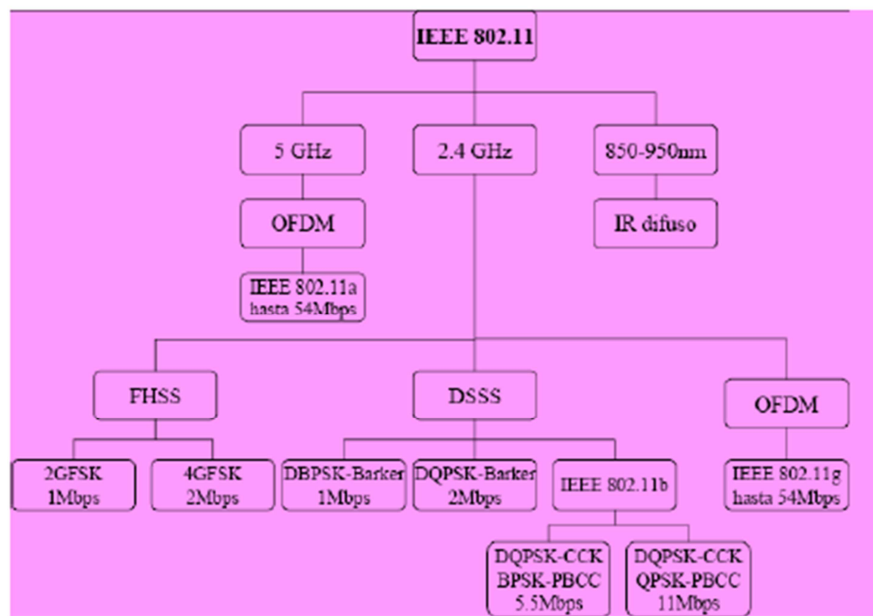 IEEE 802.11
5 GHz
2.4 GHz
850-950nm
OFDM
IR difuso
IEEE 802.11a
hasta 54Mbps
FHSS
DSSS
OFDM
2GFSK
1Mbps
4GFSK
2Mbps
DBPSK-Barker
1Mbps
DQPSK-Barker
2Mbps
IEEE 802.11b
IEEE 802.11g
hasta 54Mbps
DQPSK-CCK
BPSK-PBCC
5.5Mbps
DQPSK-CCK
QPSK-PBCC
11Mbps